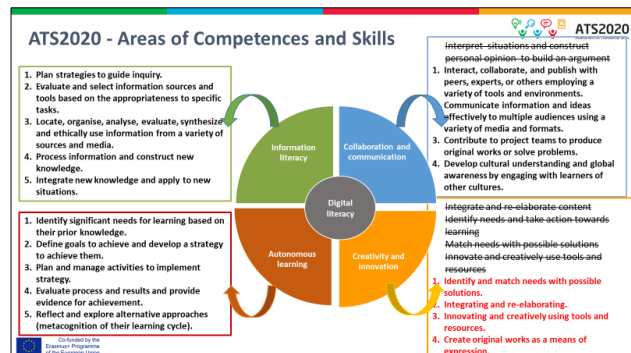 ATS2020 - Areas of Competences and Skills
ATS2020
1. Plan strategies to guide inquiry.
2. Evaluate and select information sources and
tools based on the appropriateness to specific
tasks.
3. Locate, organise, analyse, evaluate, synthesize
and ethically use information from a variety of
sources and media.
4. Process information and construct new
knowledge.
5. Integrate new knowledge and apply to new
situations.
Interpret situations and construct
personal opinion to build an argument
1. Interact, collaborate, and publish with
peers, experts, or others employing a
variety of tools and environments.
2. Communicate information and ideas
effectively to multiple audiences using a
variety of media and formats.
3. Contribute to project teams to produce
original works or solve problems.
4. Develop cultural understanding and global
awareness by engaging with learners of
other cultures.
Information
literacy
Collaboration and
communication
Digital
literacy
Autonomous
learning
Creativity and
innovation
1. Identify significant needs for learning based on
their prior knowledge.
2. Define goals to achieve and develop a strategy
to achieve them.
3. Plan and manage activities to implement
strategy.
4. Evaluate process and results and provide
evidence for achievement.
5. Reflect and explore alternative approaches
(metacognition of their learning cycle).
Integrate and re-elaborate content
Identify needs and take action towards
learning
Match needs with possible solutions
Innovate and creatively use tools and
resources
1. Identify and match needs with possible
solutions.
2. Integrating and re-elaborating.
3. Innovating and creatively using tools and
resources.
4. Create original works as a means of
expression.
Co-funded by the
Erasmus+ Programme
of the European Union